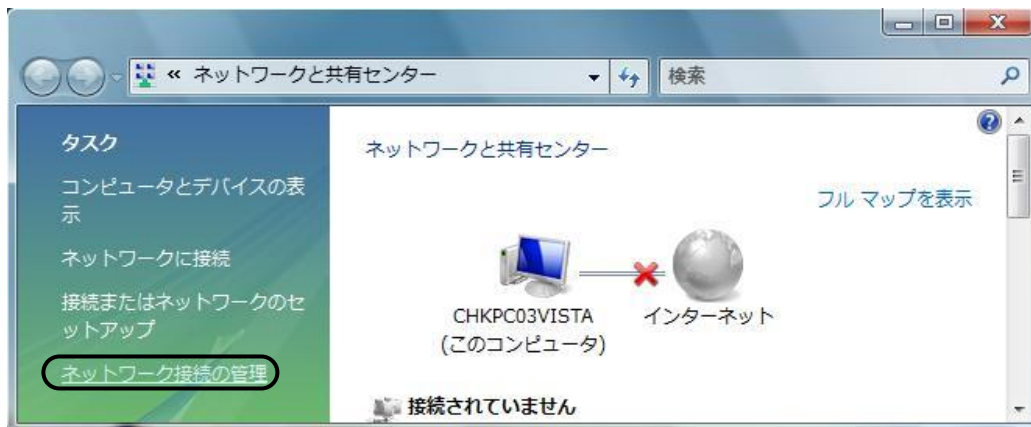 « ネットワークと共有センター
検索
タスク
コンピュータとデバイスの表
示
ネットワークに接続
接続またはネットワークのセ
ットアップ
ネットワーク接続の管理
ネットワークと共有センター
フル マップを表示
CHKPC03VISTA
(このコンピュータ)
インターネット
接続されていません